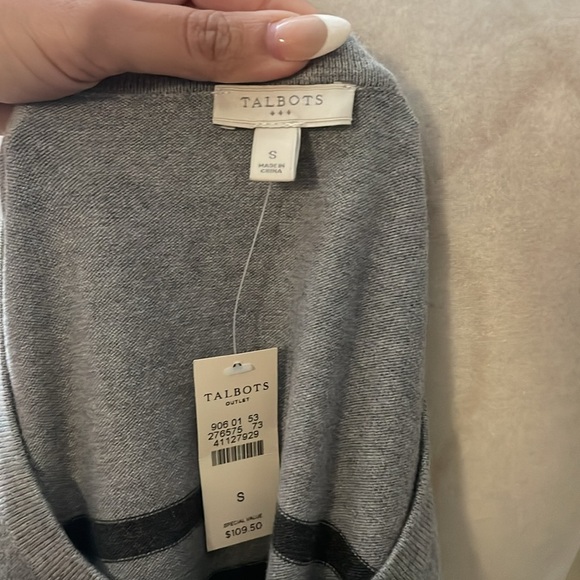 TALBOTS
S
MADE IN
CHINA
TALBOTS
OUTLET
906 01 53
276575 73
41127929
S
SPECIAL VALUE
$109.50